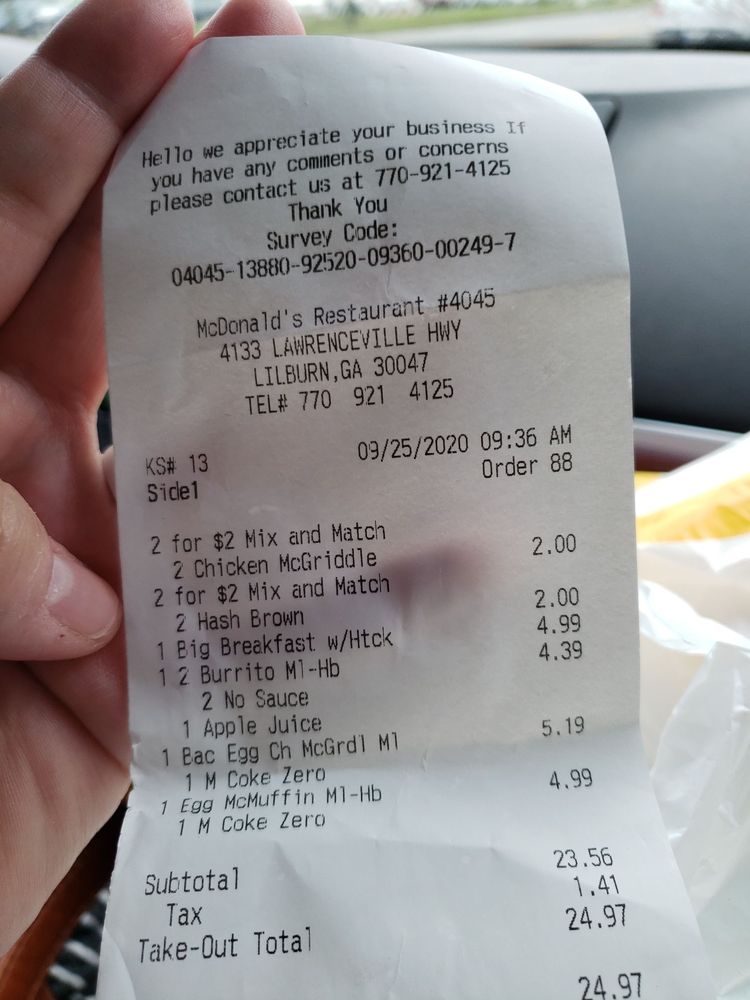 Hello we appreciate your business If
you have any comments or concerns
please contact us at 770-921-4125
Thank You
Survey Code:
04045-13880-92520-09360-00249-7
McDonald's Restaurant #4045
4133 LAWRENCEVILLE HWY
LILBURN,GA 30047
TEL# 770 921 4125
KS# 13 09/25/2020 09:36 AM
Side1 Order 88
2 for $2 Mix and Match
2 Chicken McGriddle 2.00
2 for $2 Mix and Match
2 Hash Brown 2.00
1 Big Breakfast w/Htck 4.99
1 2 Burrito Ml-Hb 4.39
2 No Sauce
1 Apple Juice
1 Bac Egg Ch McGrdl Ml 5.19
1 M Coke Zero
1 Egg McMuffin Ml-Hb 4.99
1 M Coke Zero
Subtotal 23.56
Tax 1.41
Take-Out Total 24.97
24.97